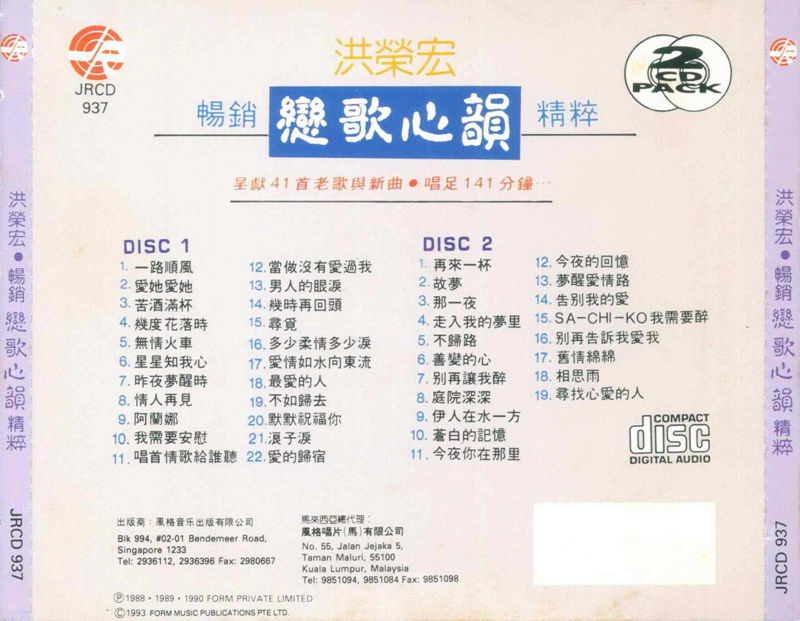 JRCD
937
洪榮宏
2
CD
PACK
暢銷 戀歌心韻 精粹
呈獻41首老歌與新曲●唱足141分鐘…
DISC 1
1. 一路順風
2. 愛她愛她
3. 苦酒滿杯
4. 幾度花落時
5. 無情火車
6. 星星知我心
7. 昨夜夢醒時
8. 情人再見
9. 阿蘭娜
10. 我需要安慰
11. 唱首情歌給誰聽
12. 當做沒有愛過我
13. 男人的眼淚
14. 幾時再回頭
15. 尋覓
16. 多少柔情多少淚
17. 愛情如水向東流
18. 最愛的人
19. 不如歸去
20. 默默祝福你
21. 浪子淚
22. 愛的歸宿
DISC 2
1. 再來一杯
2. 故夢
3. 那一夜
4. 走入我的夢里
5. 不歸路
6. 善變的心
7. 別再讓我醉
8. 庭院深深
9. 伊人在水一方
10. 蒼白的記憶
11. 今夜你在那里
12. 今夜的回憶
13. 夢醒愛情路
14. 告別我的愛
15. SA-CHI-KO我需要醉
16. 別再告訴我愛我
17. 舊情綿綿
18. 相思雨
19. 尋找心愛的人
COMPACT
disc
DIGITAL AUDIO
出版商：風格音乐出版有限公司
Blk 994, #02-01 Bendemeer Road,
Singapore 1233
Tel: 2936112, 2936396 Fax: 2980667
馬來西亞總代理：
風格唱片(馬)有限公司
No. 55, Jalan Jejaka 5,
Taman Maluri, 55100
Kuala Lumpur, Malaysia
Tel: 9851094, 9851084 Fax: 9851098
Ⓟ1988・1989・1990 FORM PRIVATE LIMITED
Ⓒ1993 FORM MUSIC PUBLICATIONS PTE LTD.
洪榮宏●暢銷 戀歌心韻 精粹
JRCD 937
洪榮宏●暢銷 戀歌心韻 精粹
JRCD 937